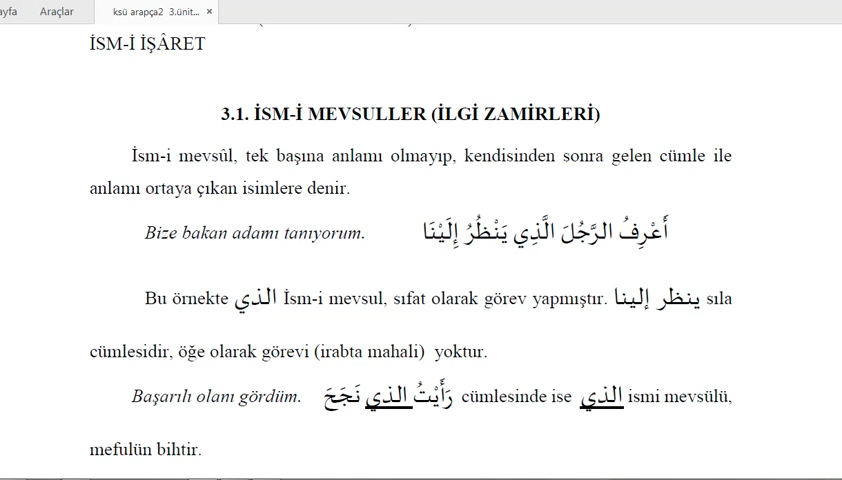 ayfa Araçlar ksü arapça2 3.ünit... ×
İSM-İ İŞÂRET
3.1. İSM-İ MEVSULLER (İLGİ ZAMİRLERİ)
İsm-i mevsûl, tek başına anlamı olmayıp, kendisinden sonra gelen cümle ile
anlamı ortaya çıkan isimlere denir.
Bize bakan adamı tanıyorum. أَعْرِفُ الرَّجُلَ الَّذِي يَنْظُرُ إِلَيْنَا
Bu örnekte الذي İsm-i mevsul, sıfat olarak görev yapmıştır. ينظر إلينا sıla
cümlesidir, öğe olarak görevi (irabta mahali) yoktur.
Başarılı olanı gördüm. رَأَيْتُ الذي نَجَحَ cümlesinde ise الذي ismi mevsülü,
mefulün bihtir.